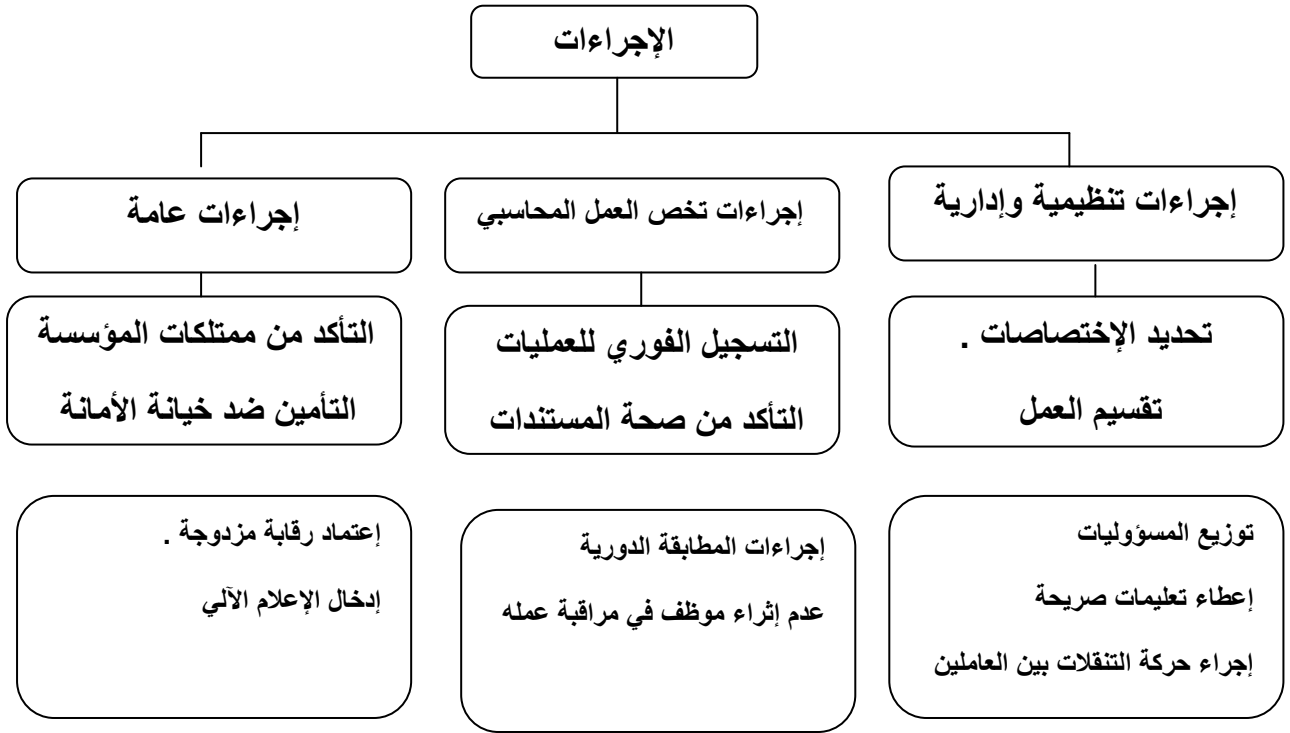 الإجراءات
إجراءات تنظيمية وإدارية
إجراءات تخص العمل المحاسبي
إجراءات عامة
تحديد الإختصاصات .
تقسيم العمل
التسجيل الفوري للعمليات
التأكد من صحة المستندات
التأكد من ممتلكات المؤسسة
التأمين ضد خيانة الأمانة
توزيع المسؤوليات
إعطاء تعليمات صريحة
إجراء حركة التنقلات بين العاملين
إجراءات المطابقة الدورية
عدم إثراء موظف في مراقبة عمله
إعتماد رقابة مزدوجة .
إدخال الإعلام الآلي